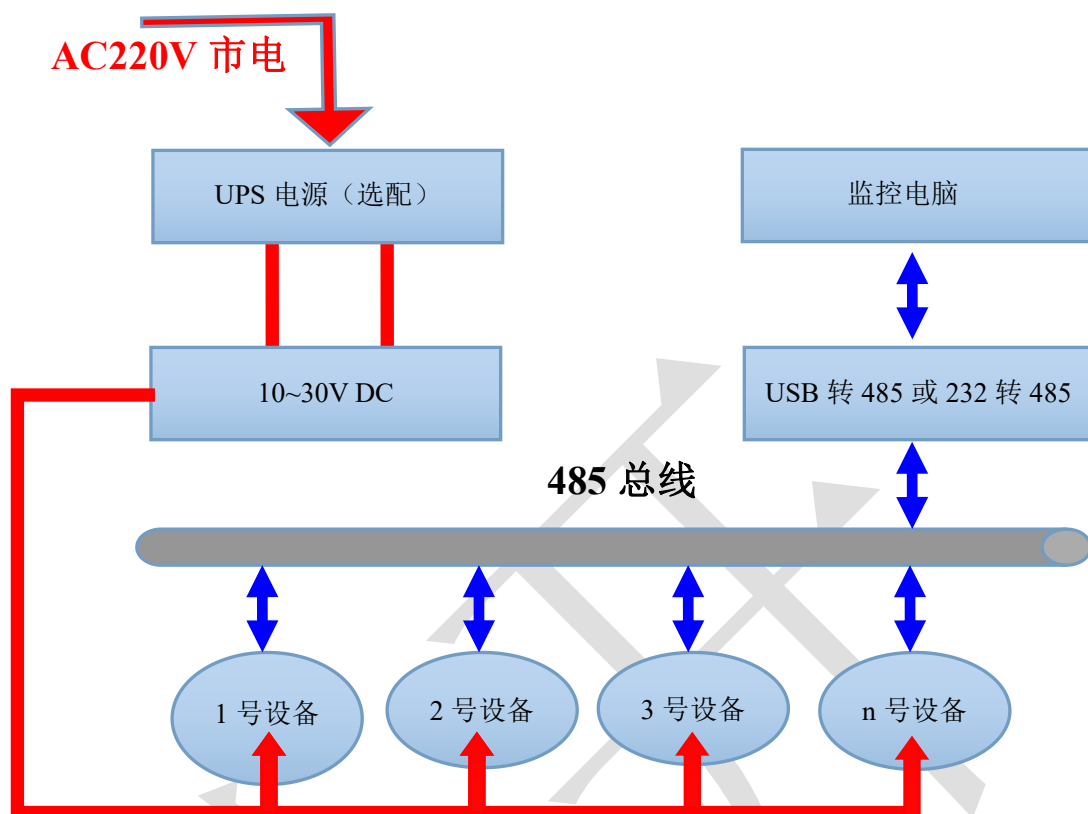 AC220V 市电
UPS 电源（选配）
监控电脑
10~30V DC
USB 转 485 或 232 转 485
485 总线
1 号设备
2 号设备
3 号设备
n 号设备